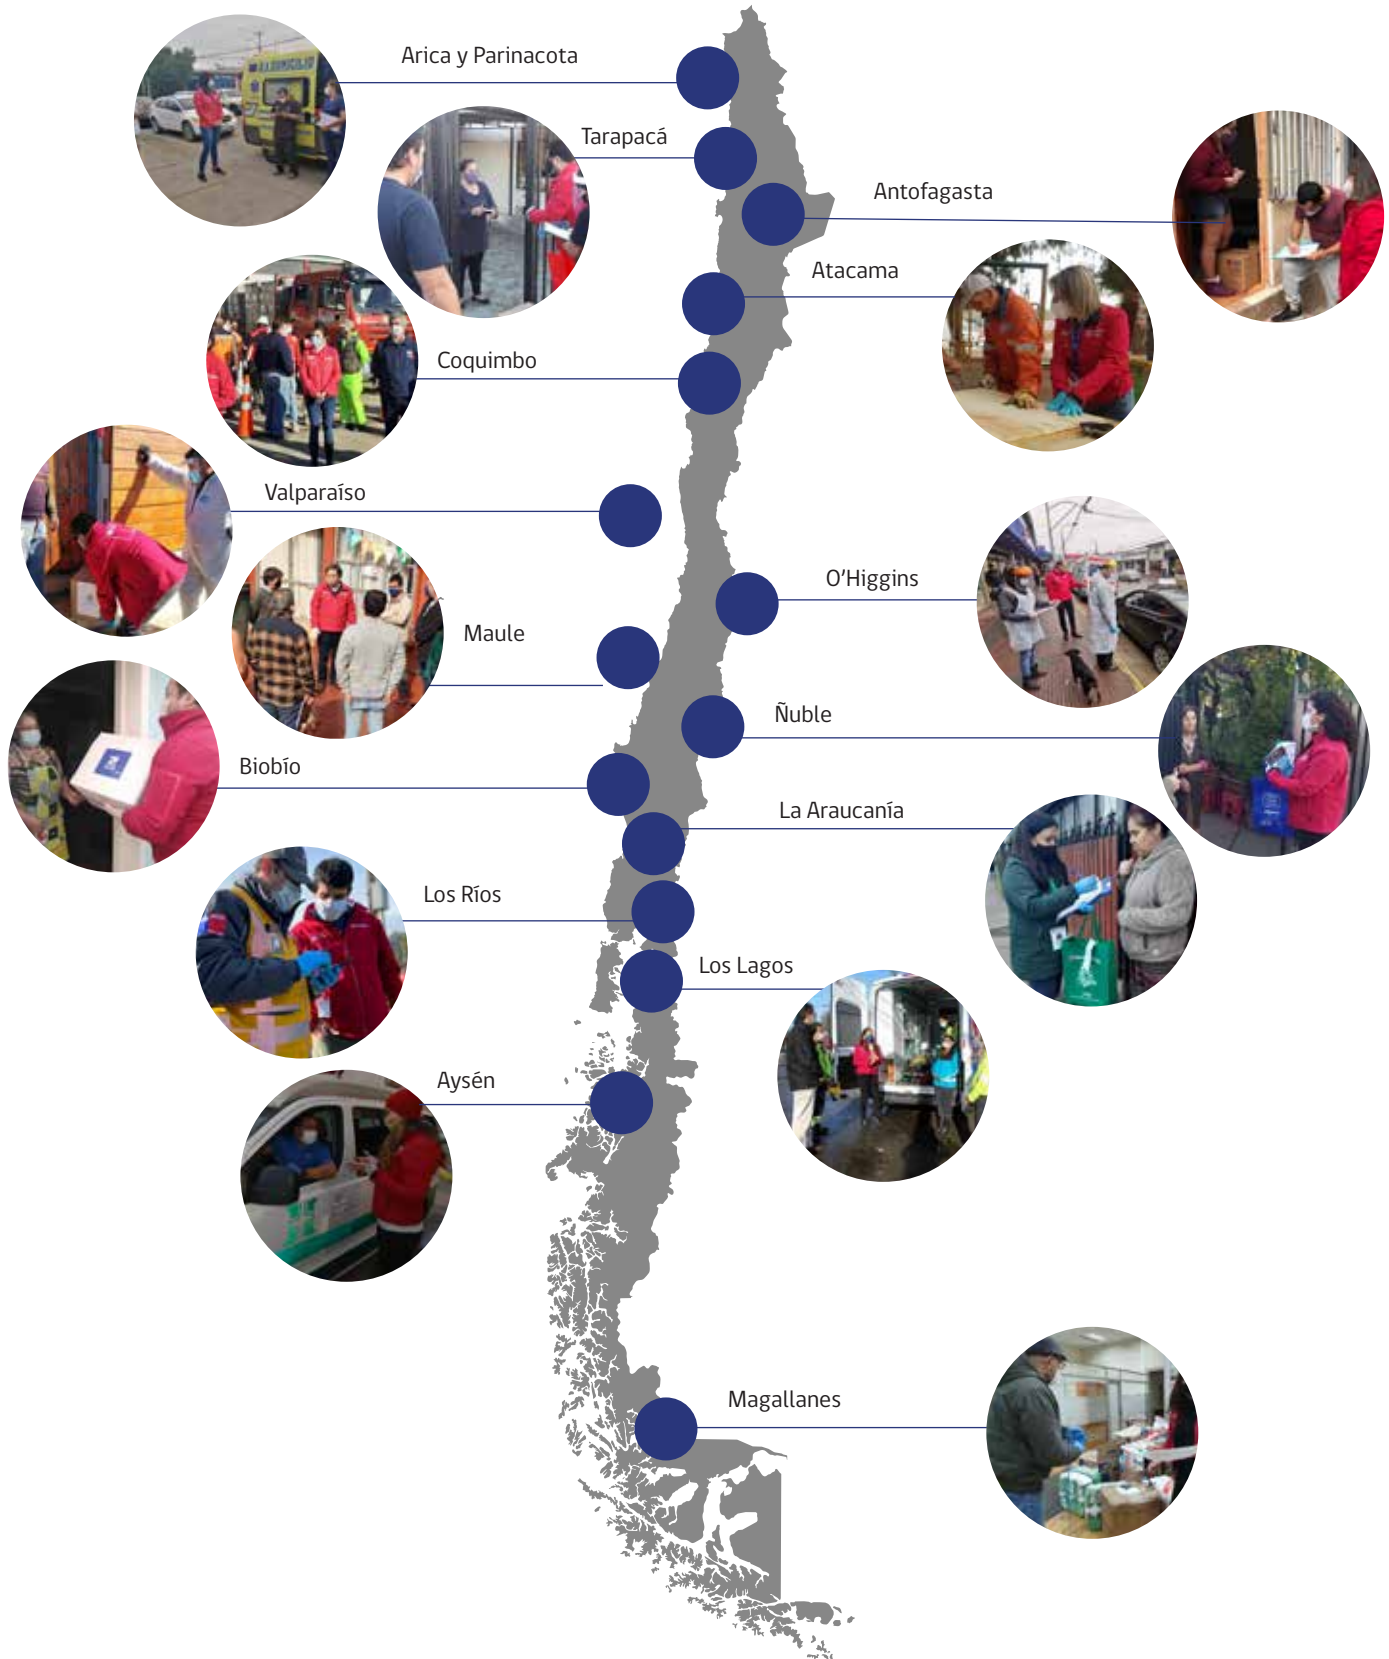 Arica y Parinacota
Tarapacá
Antofagasta
Atacama
Coquimbo
Valparaíso
O'Higgins
Maule
Ñuble
Biobío
La Araucanía
Los Ríos
Los Lagos
Aysén
Magallanes